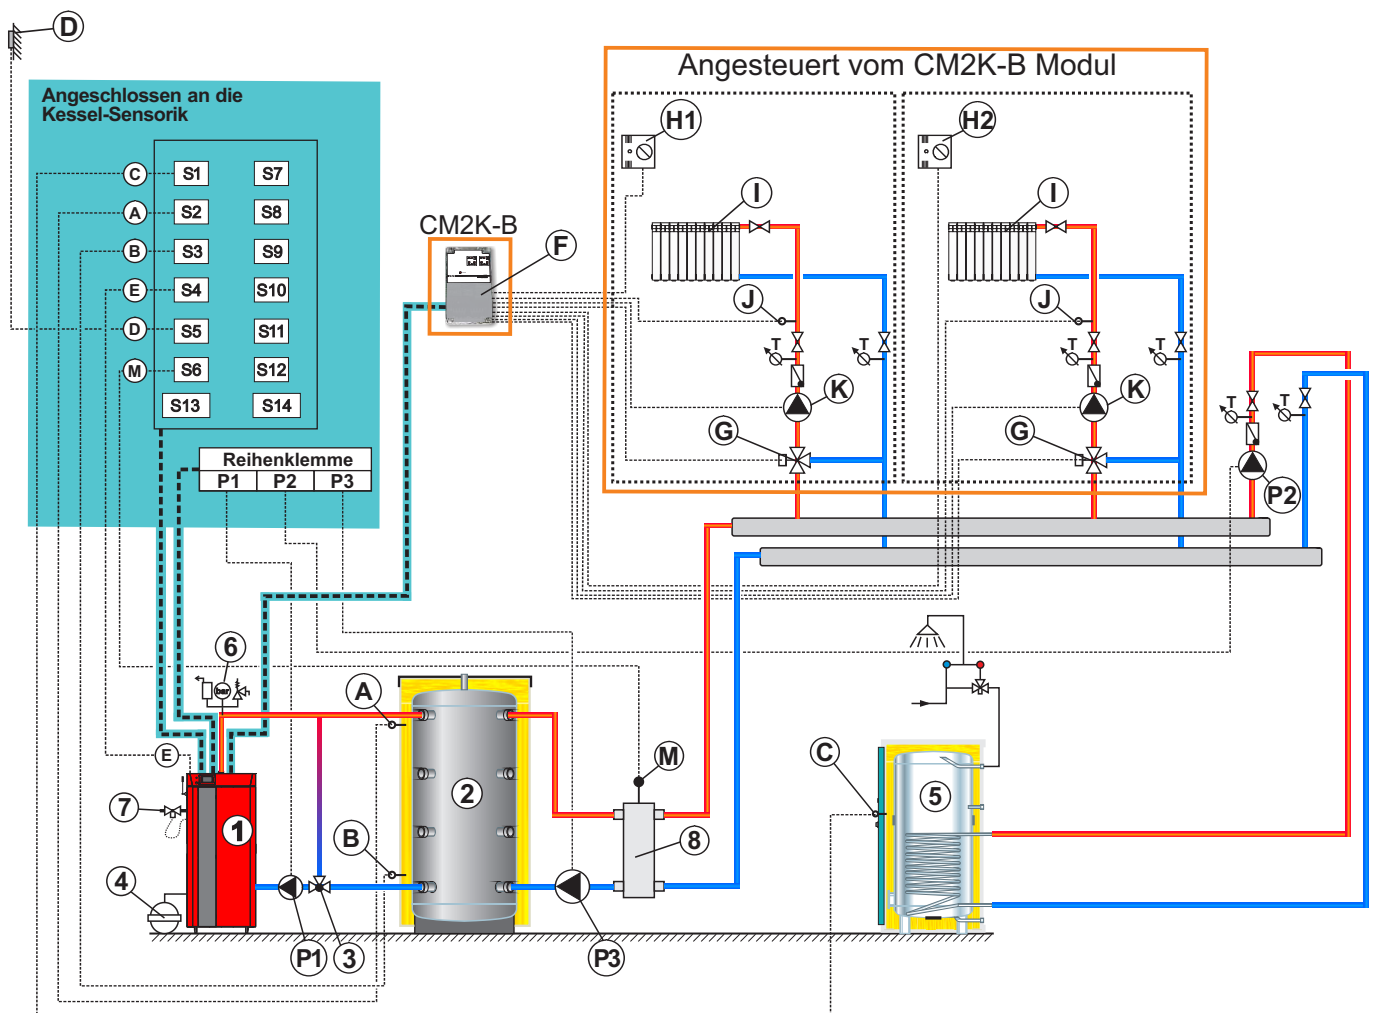 D
Angesteuert vom CM2K-B Modul
Angeschlossen an die
Kessel-Sensorik
H1
H2
C
S1
S7
A
S2
S8
B
S3
S9
E
S4
S10
D
S5
S11
M
S6
S12
S13
S14
CM2K-B
F
I
I
J
J
T
T
T
T
K
K
G
G
T
T
P2
Reihenklemme
P1
P2
P3
6
bar
A
E
M
C
7
1
2
5
B
8
4
P1
3
P3